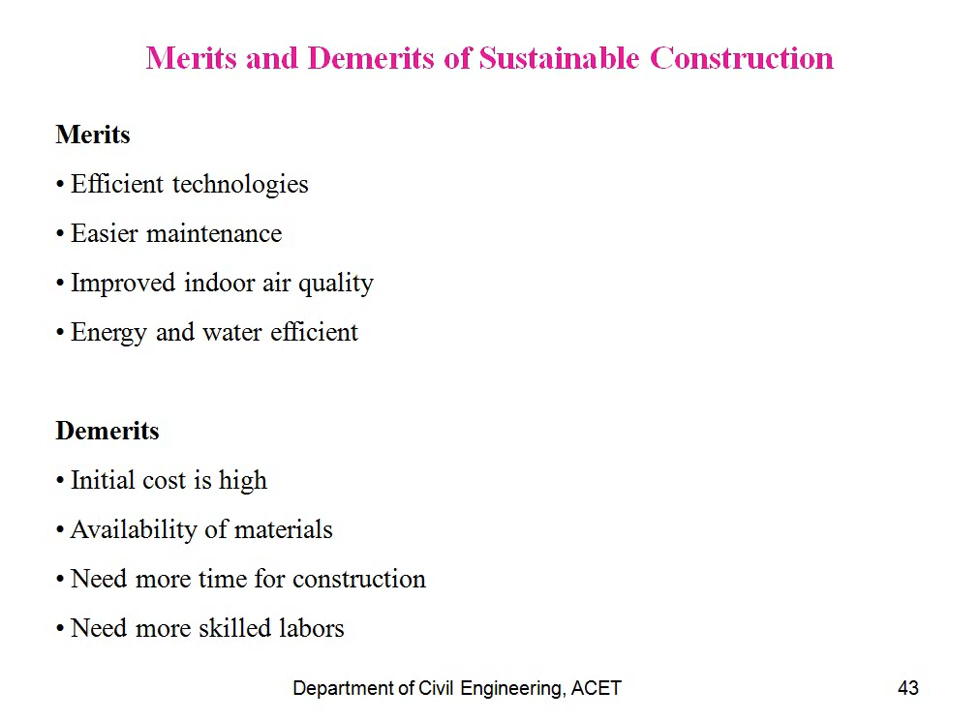 Merits and Demerits of Sustainable Construction
Merits
• Efficient technologies
• Easier maintenance
• Improved indoor air quality
• Energy and water efficient
Demerits
• Initial cost is high
• Availability of materials
• Need more time for construction
• Need more skilled labors
Department of Civil Engineering, ACET
43